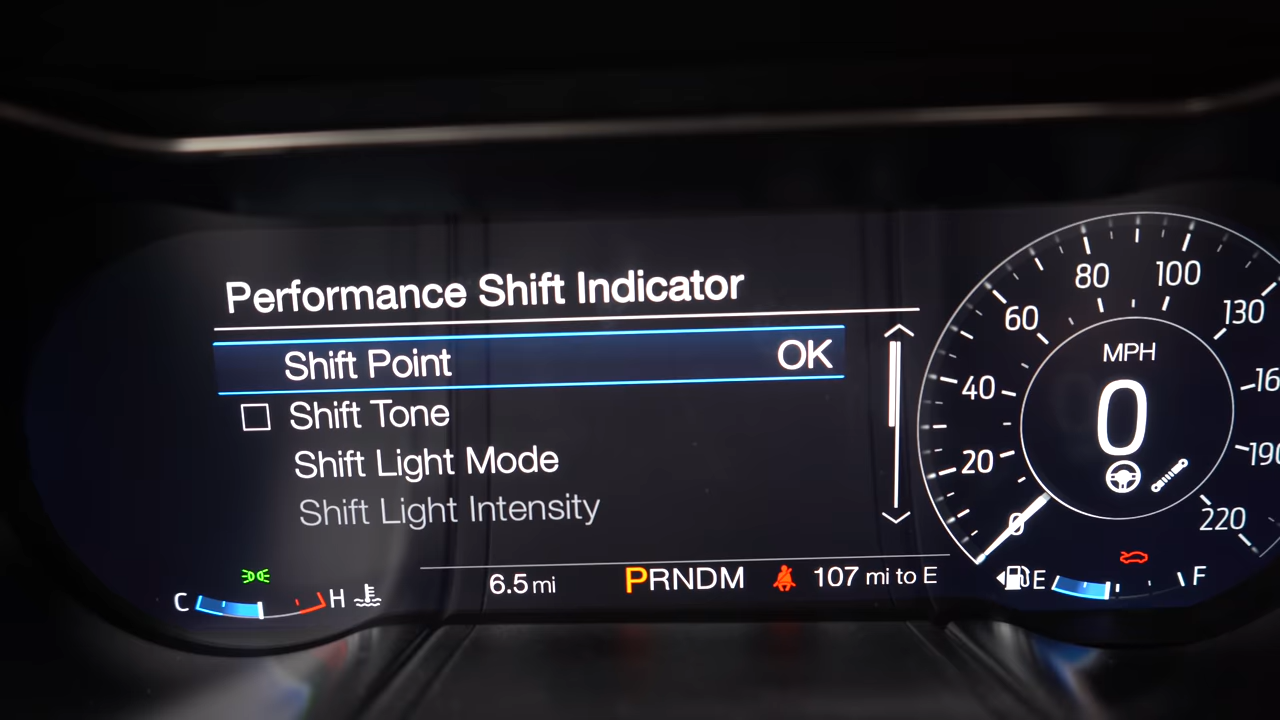 Performance Shift Indicator
Shift Point OK
Shift Tone
Shift Light Mode
Shift Light Intensity
6.5 mi PRNDM 107 mi to E
C H
MPH
0
0 20 40 60 80 100 130 190 220
E F